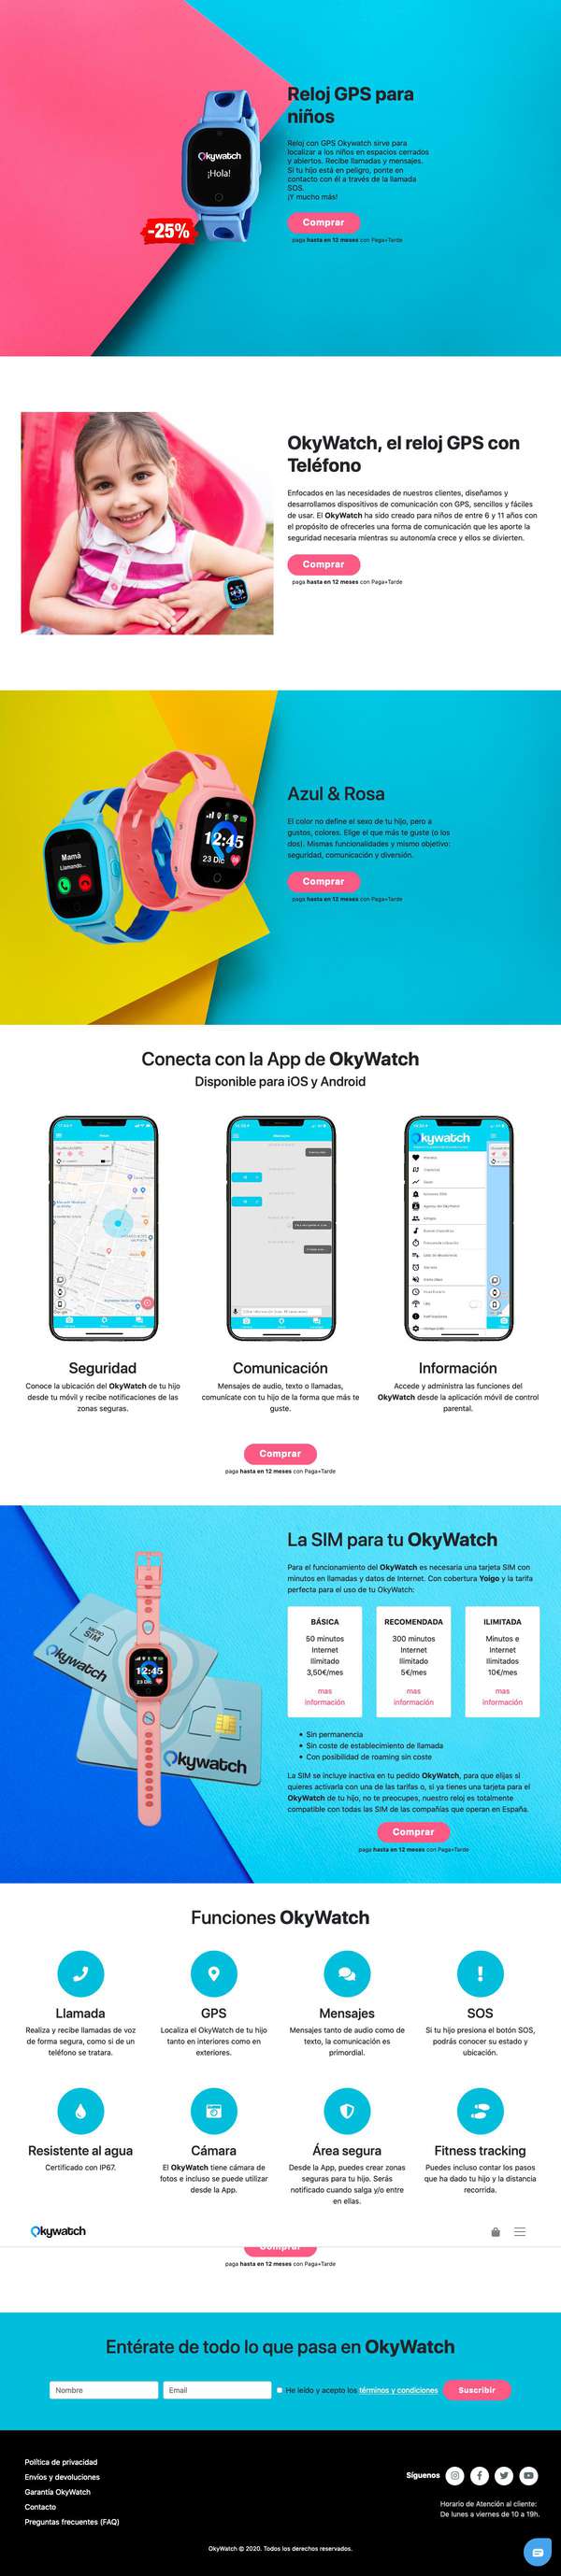 Reloj GPS para
niños
Reloj con GPS Okywatch sirve para
localizar a los niños en espacios cerrados
y abiertos. Recibe llamadas y mensajes.
Si tu hijo está en peligro, ponte en
contacto con él a través de la llamada
SOS.
¡Y mucho más!
Comprar
paga hasta en 12 meses con Paga+Tarde
Okywatch
¡Hola!
-25%
OkyWatch, el reloj GPS con
Teléfono
Enfocados en las necesidades de nuestros clientes, diseñamos y
desarrollamos dispositivos de comunicación con GPS, sencillos y fáciles
de usar. El OkyWatch ha sido creado para niños de entre 6 y 11 años con
el propósito de ofrecerles una forma de comunicación que les aporte la
seguridad necesaria mientras su autonomía crece y ellos se divierten.
Comprar
paga hasta en 12 meses con Paga+Tarde
Mamá
Llamando...
12:45
23 Dic
Azul & Rosa
El color no define el sexo de tu hijo, pero a
gustos, colores. Elige el que más te guste (o los
dos). Mismas funcionalidades y mismo objetivo:
seguridad, comunicación y diversión.
Comprar
paga hasta en 12 meses con Paga+Tarde
Conecta con la App de OkyWatch
Disponible para iOS y Android
Okywatch
Seguridad
Conoce la ubicación del OkyWatch de tu hijo
desde tu móvil y recibe notificaciones de las
zonas seguras.
Comunicación
Mensajes de audio, texto o llamadas,
comunícate con tu hijo de la forma que más te
guste.
Información
Accede y administra las funciones del
OkyWatch desde la aplicación móvil de control
parental.
Comprar
paga hasta en 12 meses con Paga+Tarde
MICRO
SIM
Okywatch
12:45
Okywatch
La SIM para tu OkyWatch
Para el funcionamiento del OkyWatch es necesaria una tarjeta SIM con
minutos en llamadas y datos de Internet. Con cobertura Yoigo y la tarifa
perfecta para el uso de tu OkyWatch:
BÁSICA
50 minutos
Internet
Ilimitado
3,50€/mes
mas
información
RECOMENDADA
300 minutos
Internet
Ilimitado
5€/mes
mas
información
ILIMITADA
Minutos e
Internet
Ilimitados
10€/mes
mas
información
• Sin permanencia
• Sin coste de establecimiento de llamada
• Con posibilidad de roaming sin coste
La SIM se incluye inactiva en tu pedido OkyWatch, para que elijas si
quieres activarla con una de las tarifas o, si ya tienes una tarjeta para el
OkyWatch de tu hijo, no te preocupes, nuestro reloj es totalmente
compatible con todas las SIM de las compañías que operan en España.
Comprar
paga hasta en 12 meses con Paga+Tarde
Funciones OkyWatch
Llamada
Realiza y recibe llamadas de voz
de forma segura, como si de un
teléfono se tratara.
GPS
Localiza el OkyWatch de tu hijo
tanto en interiores como en
exteriores.
Mensajes
Mensajes tanto de audio como de
texto, la comunicación es
primordial.
SOS
Si tu hijo presiona el botón SOS,
podrás conocer su estado y
ubicación.
Resistente al agua
Certificado con IP67.
Cámara
El OkyWatch tiene cámara de
fotos e incluso se puede utilizar
desde la App.
Área segura
Desde la App, puedes crear zonas
seguras para tu hijo. Serás
notificado cuando salga y/o entre
en ellas.
Fitness tracking
Puedes incluso contar los pasos
que ha dado tu hijo y la distancia
recorrida.
Okywatch
Comprar
paga hasta en 12 meses con Paga+Tarde
Entérate de todo lo que pasa en OkyWatch
Nombre
Email
He leído y acepto los términos y condiciones
Suscribir
Política de privacidad
Envíos y devoluciones
Garantía OkyWatch
Contacto
Preguntas frecuentes (FAQ)
Síguenos
Horario de Atención al cliente:
De lunes a viernes de 10 a 19h.
OkyWatch @ 2020. Todos los derechos reservados.